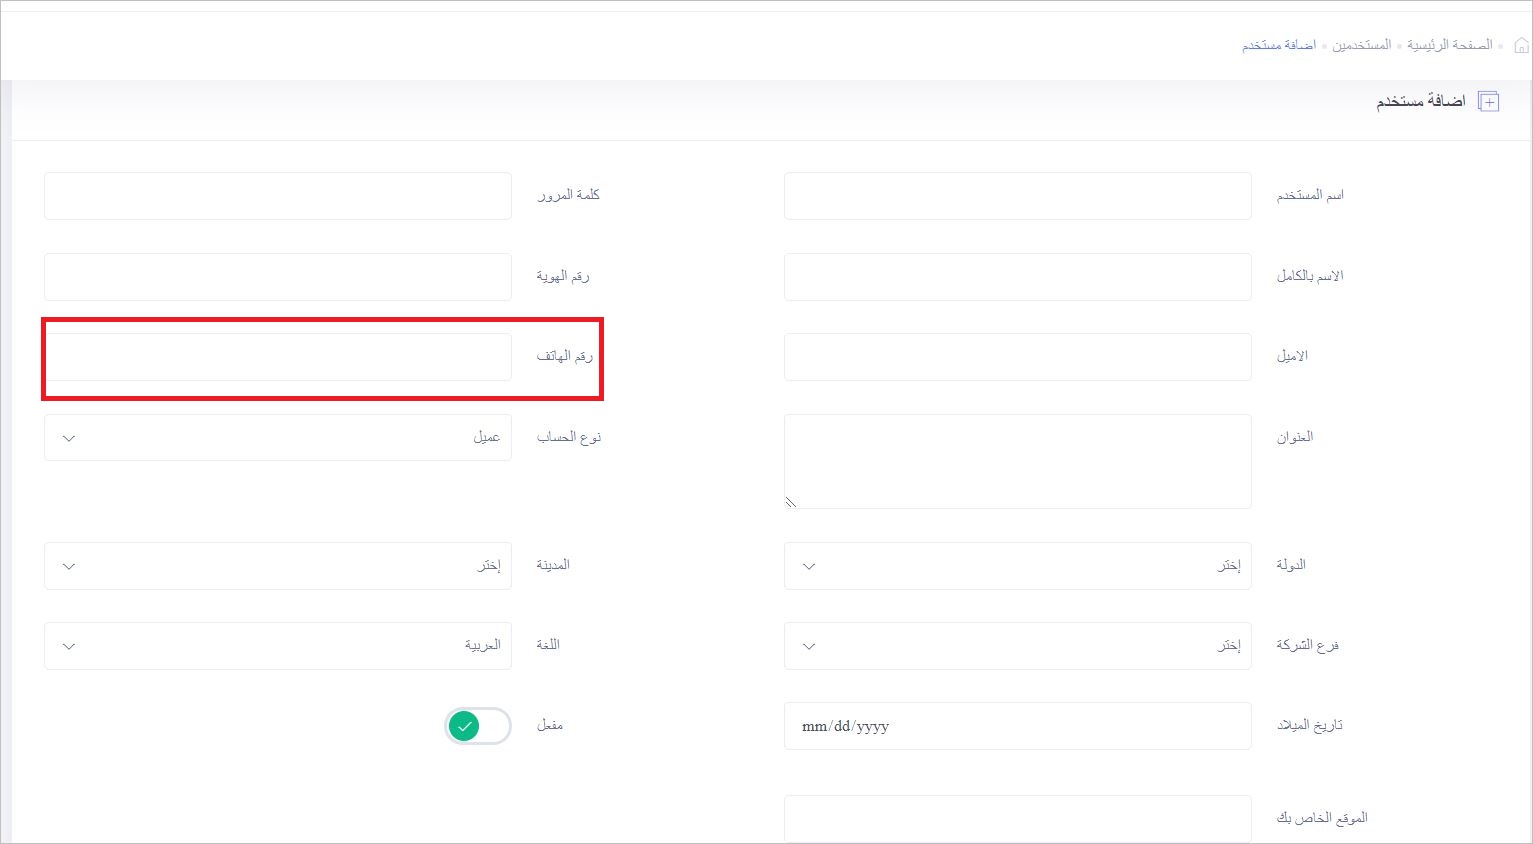 الصفحة الرئيسية • المستخدمين • اضافة مستخدم
اضافة مستخدم
اسم المستخدم
كلمة المرور
الاسم بالكامل
رقم الهوية
الاميل
رقم الهاتف
العنوان
نوع الحساب
عميل
الدولة
إختر
المدينة
إختر
فرع الشركة
إختر
اللغة
العربية
تاريخ الميلاد
mm/dd/yyyy
مفعل
الموقع الخاص بك